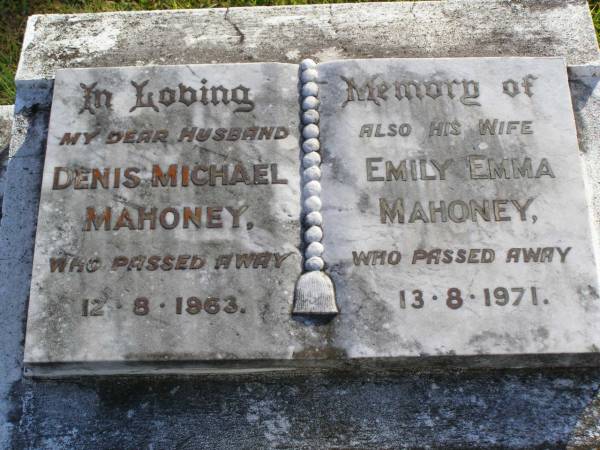 In Loving Memory of
MY DEAR HUSBAND
DENIS MICHAEL
MAHONEY,
WHO PASSED AWAY
12·8·1963.
ALSO HIS WIFE
EMILY EMMA
MAHONEY,
WHO PASSED AWAY
13·8·1971.